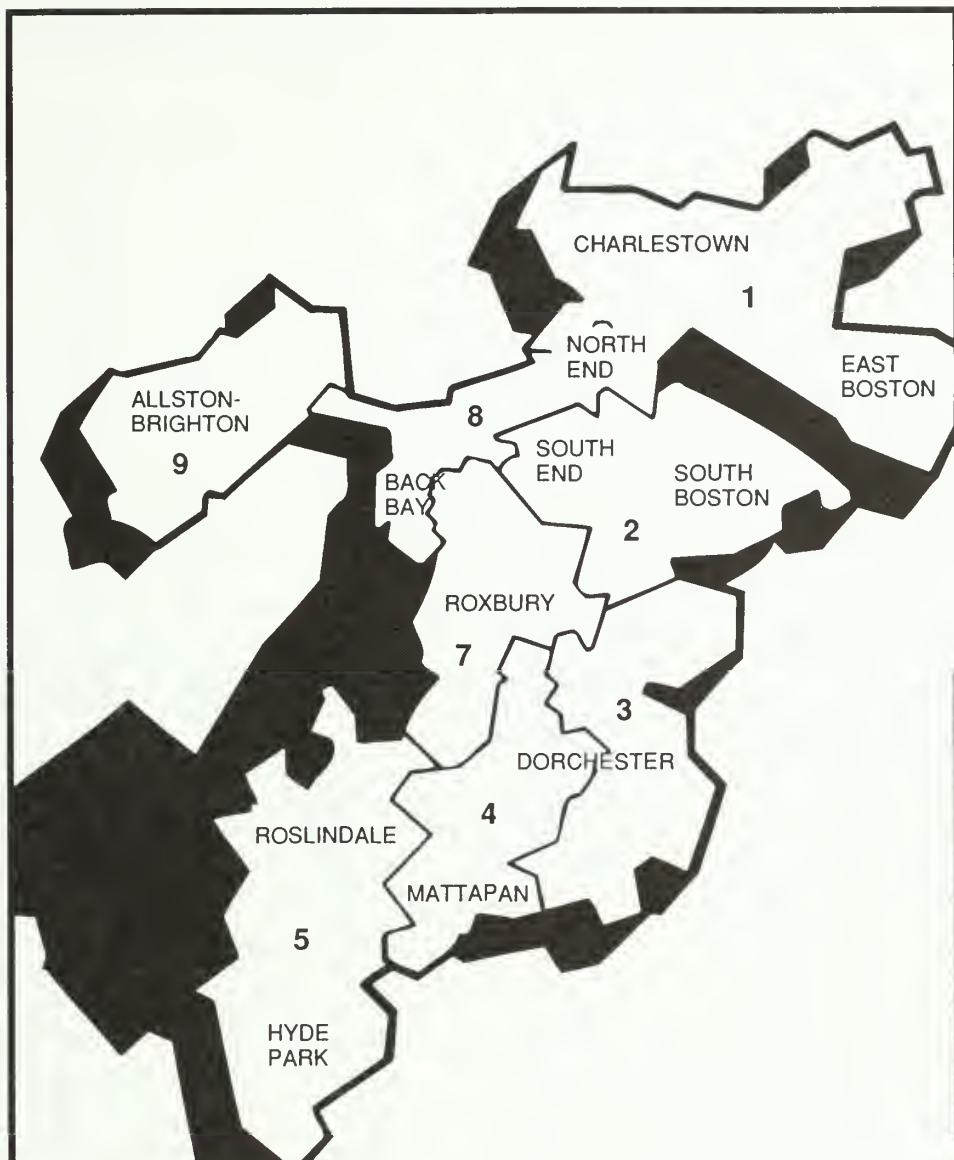 CHARLESTOWN
1
NORTH
END
EAST
BOSTON
ALLSTON-
BRIGHTON
9
8
SOUTH
END
SOUTH
BOSTON
BACK
BAY
2
ROXBURY
7
3
DORCHESTER
4
ROSLINDALE
MATTAPAN
5
HYDE
PARK